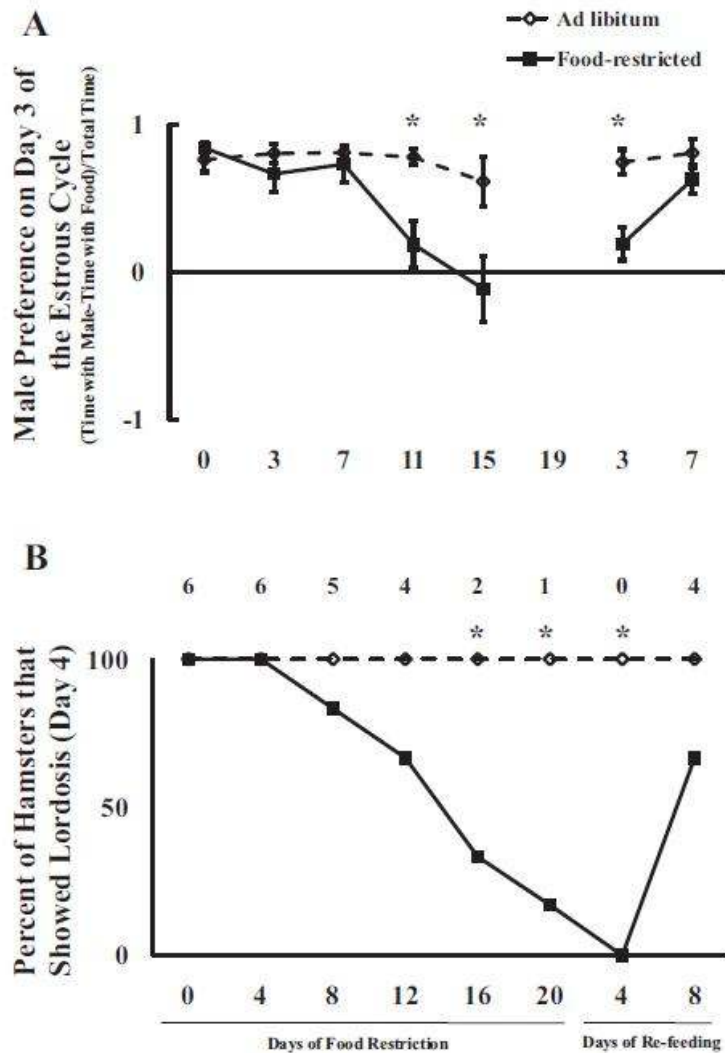 A
Ad libitum
Food-restricted
Male Preference on Day 3 of
the Estrous Cycle
(Time with Male-Time with Food)/Total Time)
* * *
1
0
-1
0 3 7 11 15 19 3 7
B
6 6 5 4 2 1 0 4
* * *
Percent of Hamsters that
Showed Lordosis (Day 4)
100
50
0
0 4 8 12 16 20 4 8
Days of Food Restriction Days of Re-feeding